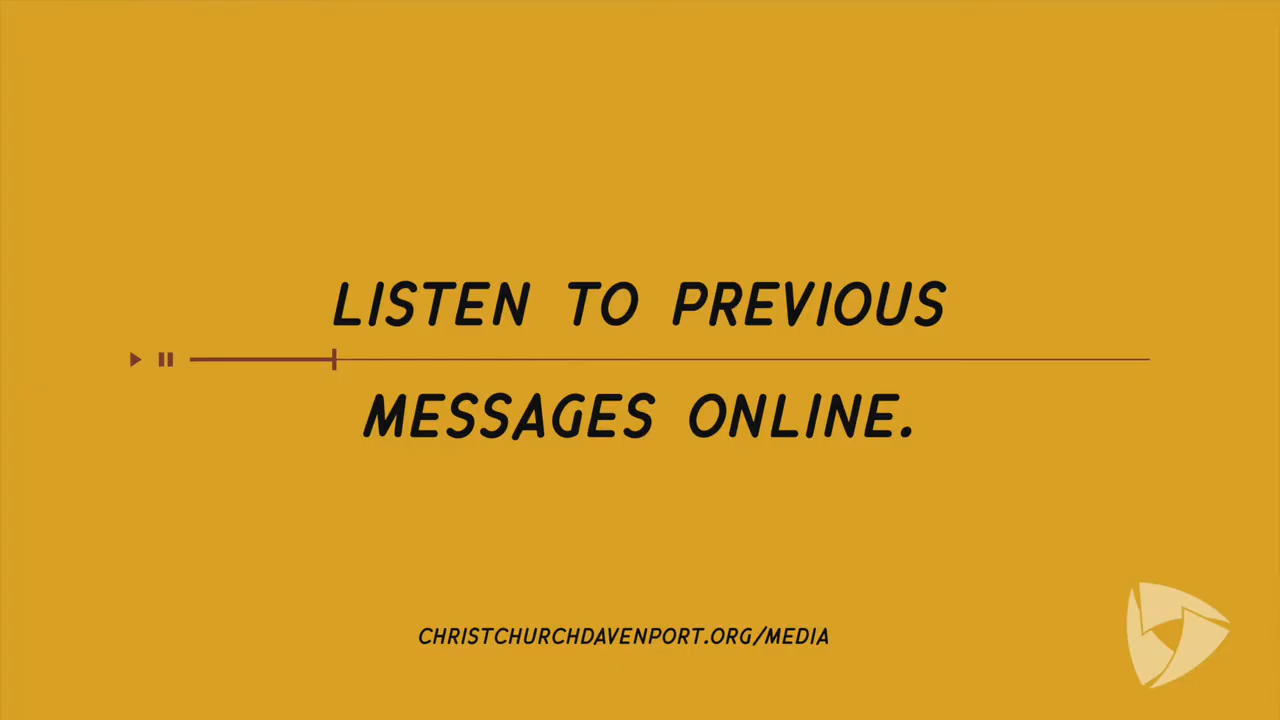 LISTEN TO PREVIOUS
MESSAGES ONLINE.
CHRISTCHURCHDAVENPORT.ORG/MEDIA